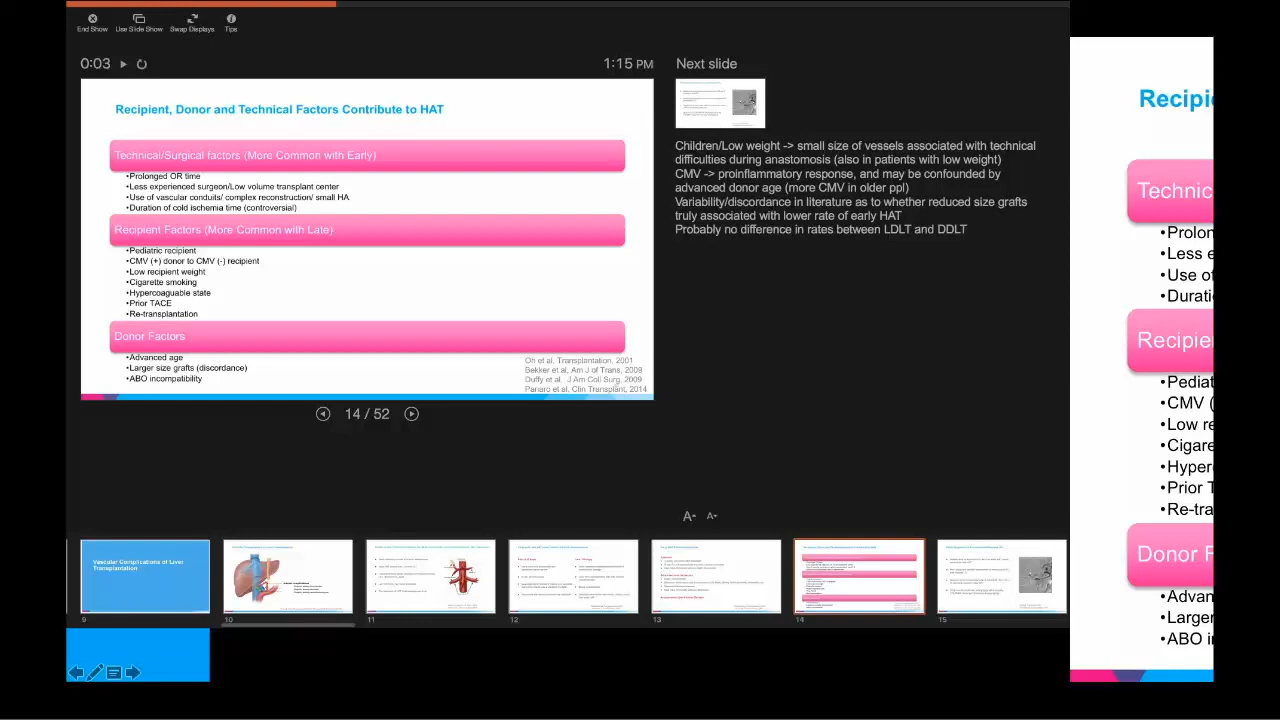 End Show
Use Slide Show
Swap Displays
Tips
0:03
1:15 PM
Next slide
Recipient, Donor and Technical Factors Contribute to HAT
Technical/Surgical factors (More Common with Early)
•Prolonged OR time
•Less experienced surgeon/Low volume transplant center
•Use of vascular conduits/ complex reconstruction/ small HA
•Duration of cold ischemia time (controversial)
Recipient Factors (More Common with Late)
•Pediatric recipient
•CMV (+) donor to CMV (-) recipient
•Low recipient weight
•Cigarette smoking
•Hypercoaguable state
•Prior TACE
•Re-transplantation
Donor Factors
•Advanced age
•Larger size grafts (discordance)
•ABO incompatibility
Oh et al, Transplantation, 2001
Bekker et al, Am J of Trans, 2009
Duffy et al, J Am Coll Surg, 2009
Panaro et al, Clin Transplant, 2014
Children/Low weight -> small size of vessels associated with technical
difficulties during anastomosis (also in patients with low weight)
CMV -> proinflammatory response, and may be confounded by
advanced donor age (more CMV in older ppl)
Variability/discordance in literature as to whether reduced size grafts
truly associated with lower rate of early HAT
Probably no difference in rates between LDLT and DDLT
14 / 52
A
A
Vascular Complications of Liver
Transplantation
9
10
11
12
13
14
15
Recipie
Technic
•Prolon
•Less e
•Use of
•Durati
Recipie
•Pediat
•CMV (
•Low re
•Cigare
•Hyper
•Prior T
•Re-tra
Donor F
•Advan
•Large
•ABO in